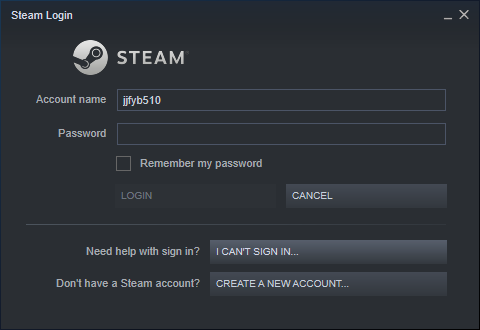 Steam Login
STEAM®
Account name jjfyb510
Password
Remember my password
LOGIN CANCEL
Need help with sign in? I CAN'T SIGN IN...
Don't have a Steam account? CREATE A NEW ACCOUNT...